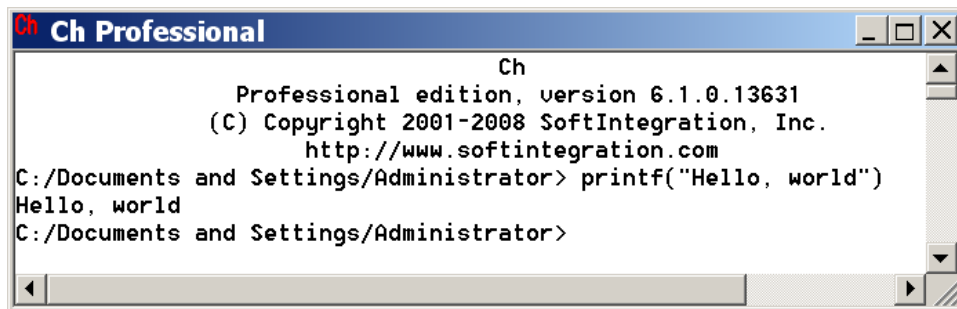 Ch Ch Professional
Ch
Professional edition, version 6.1.0.13631
(C) Copyright 2001-2008 SoftIntegration, Inc.
http://www.softintegration.com
C:/Documents and Settings/Administrator> printf("Hello, world")
Hello, world
C:/Documents and Settings/Administrator>